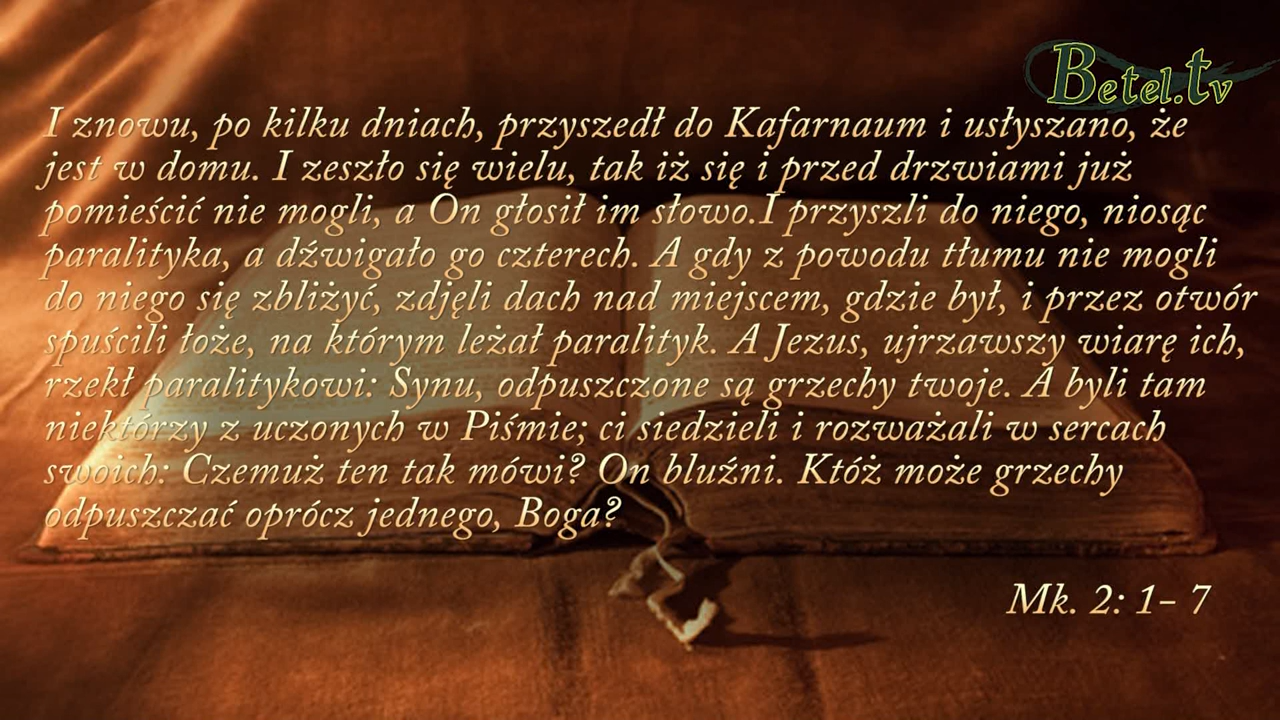 Betel.tv
I znowu, po kilku dniach, przyszedł do Kafarnaum i usłyszano, że
jest w domu. I zeszło się wielu, tak iż się i przed drzwiami już
pomieścić nie mogli, a On głosił im słowo.I przyszli do niego, niosąc
paralityka, a dźwigało go czterech. A gdy z powodu tłumu nie mogli
do niego się zbliżyć, zdjęli dach nad miejscem, gdzie był, i przez otwór
spuścili łoże, na którym leżał paralityk. A Jezus, ujrzawszy wiarę ich,
rzekł paralitykowi: Synu, odpuszczone są grzechy twoje. A byli tam
niektórzy z uczonych w Piśmie; ci siedzieli i rozważali w sercach
swoich: Czemuż ten tak mówi? On bluźni. Któż może grzechy
odpuszczać oprócz jednego, Boga?
Mk. 2: 1- 7